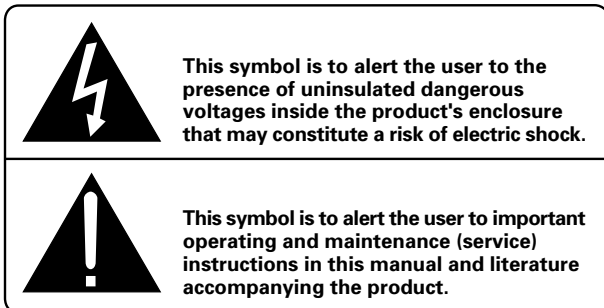 This symbol is to alert the user to the
presence of uninsulated dangerous
voltages inside the product's enclosure
that may constitute a risk of electric shock.
This symbol is to alert the user to important
operating and maintenance (service)
instructions in this manual and literature
accompanying the product.